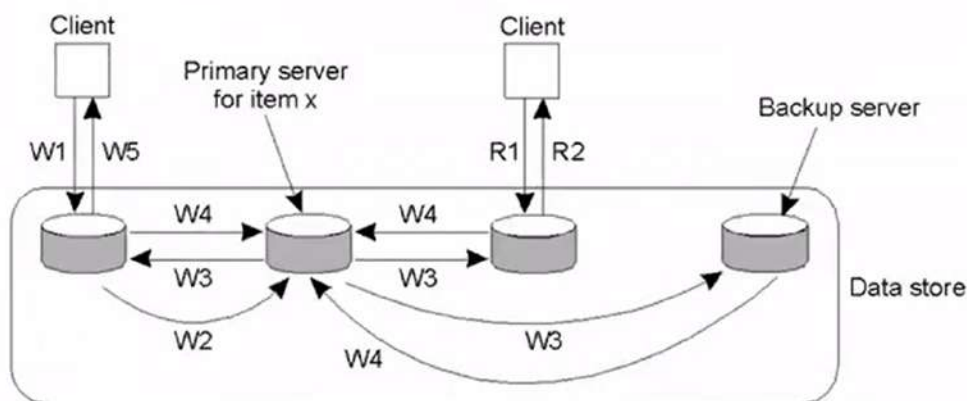 Client
Client
Primary server
for item x
Backup server
W1
W5
R1
R2
W4
W4
W3
W3
Data store
W2
W3
W4